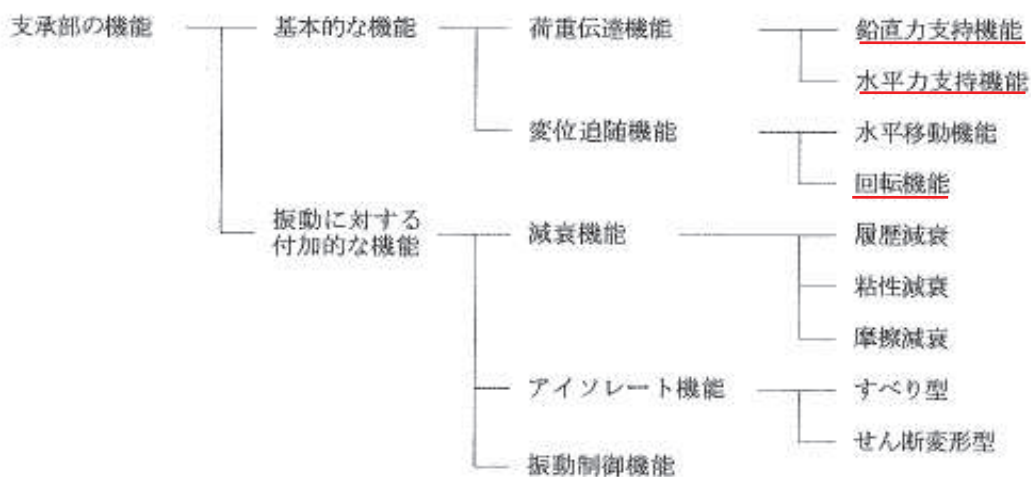 支承部の機能
基本的な機能
荷重伝達機能
鉛直力支持機能
水平力支持機能
変位追随機能
水平移動機能
回転機能
振動に対する
付加的な機能
減衰機能
履歴減衰
粘性減衰
摩擦減衰
アイソレート機能
すべり型
せん断変形型
振動制御機能